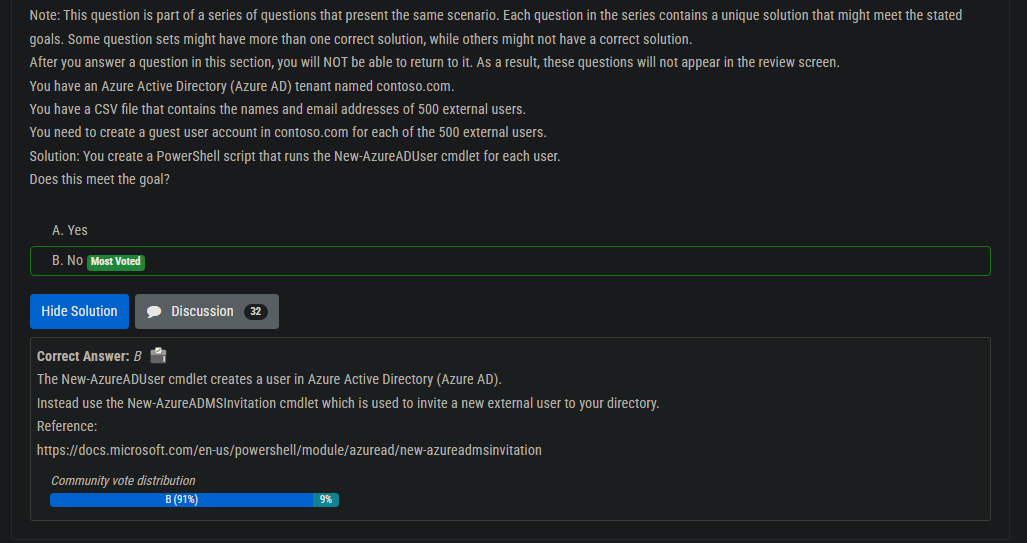 Note: This question is part of a series of questions that present the same scenario. Each question in the series contains a unique solution that might meet the stated
goals. Some question sets might have more than one correct solution, while others might not have a correct solution.
After you answer a question in this section, you will NOT be able to return to it. As a result, these questions will not appear in the review screen.
You have an Azure Active Directory (Azure AD) tenant named contoso.com.
You have a CSV file that contains the names and email addresses of 500 external users.
You need to create a guest user account in contoso.com for each of the 500 external users.
Solution: You create a PowerShell script that runs the New-AzureADUser cmdlet for each user.
Does this meet the goal?
A. Yes
B. No Most Voted
Hide Solution Discussion 32
Correct Answer: B
The New-AzureADUser cmdlet creates a user in Azure Active Directory (Azure AD).
Instead use the New-AzureADMSInvitation cmdlet which is used to invite a new external user to your directory.
Reference:
https://docs.microsoft.com/en-us/powershell/module/azuread/new-azureadmsinvitation
Community vote distribution
B (91%) 9%